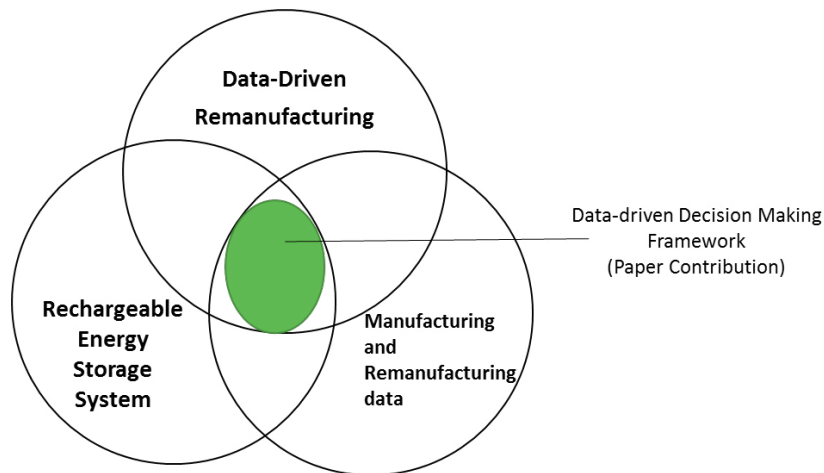 Data-Driven
Remanufacturing
Data-driven Decision Making
Framework
(Paper Contribution)
Rechargeable
Energy
Storage
System
Manufacturing
and
Remanufacturing
data